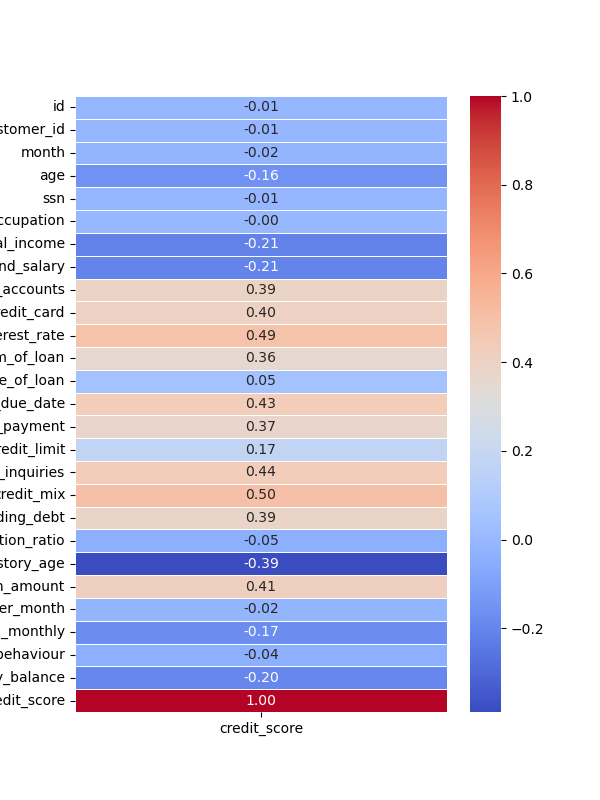 id -0.01
stomer_id -0.01
month -0.02
age -0.16
ssn -0.01
ccupation -0.00
al_income -0.21
nd_salary -0.21
_accounts 0.39
redit_card 0.40
erest_rate 0.49
m_of_loan 0.36
e_of_loan 0.05
_due_date 0.43
_payment 0.37
redit_limit 0.17
_inquiries 0.44
credit_mix 0.50
ding_debt 0.39
tion_ratio -0.05
story_age -0.39
n_amount 0.41
er_month -0.02
_monthly -0.17
behaviour -0.04
y_balance -0.20
edit_score 1.00
credit_score
1.0
0.8
0.6
0.4
0.2
0.0
−0.2